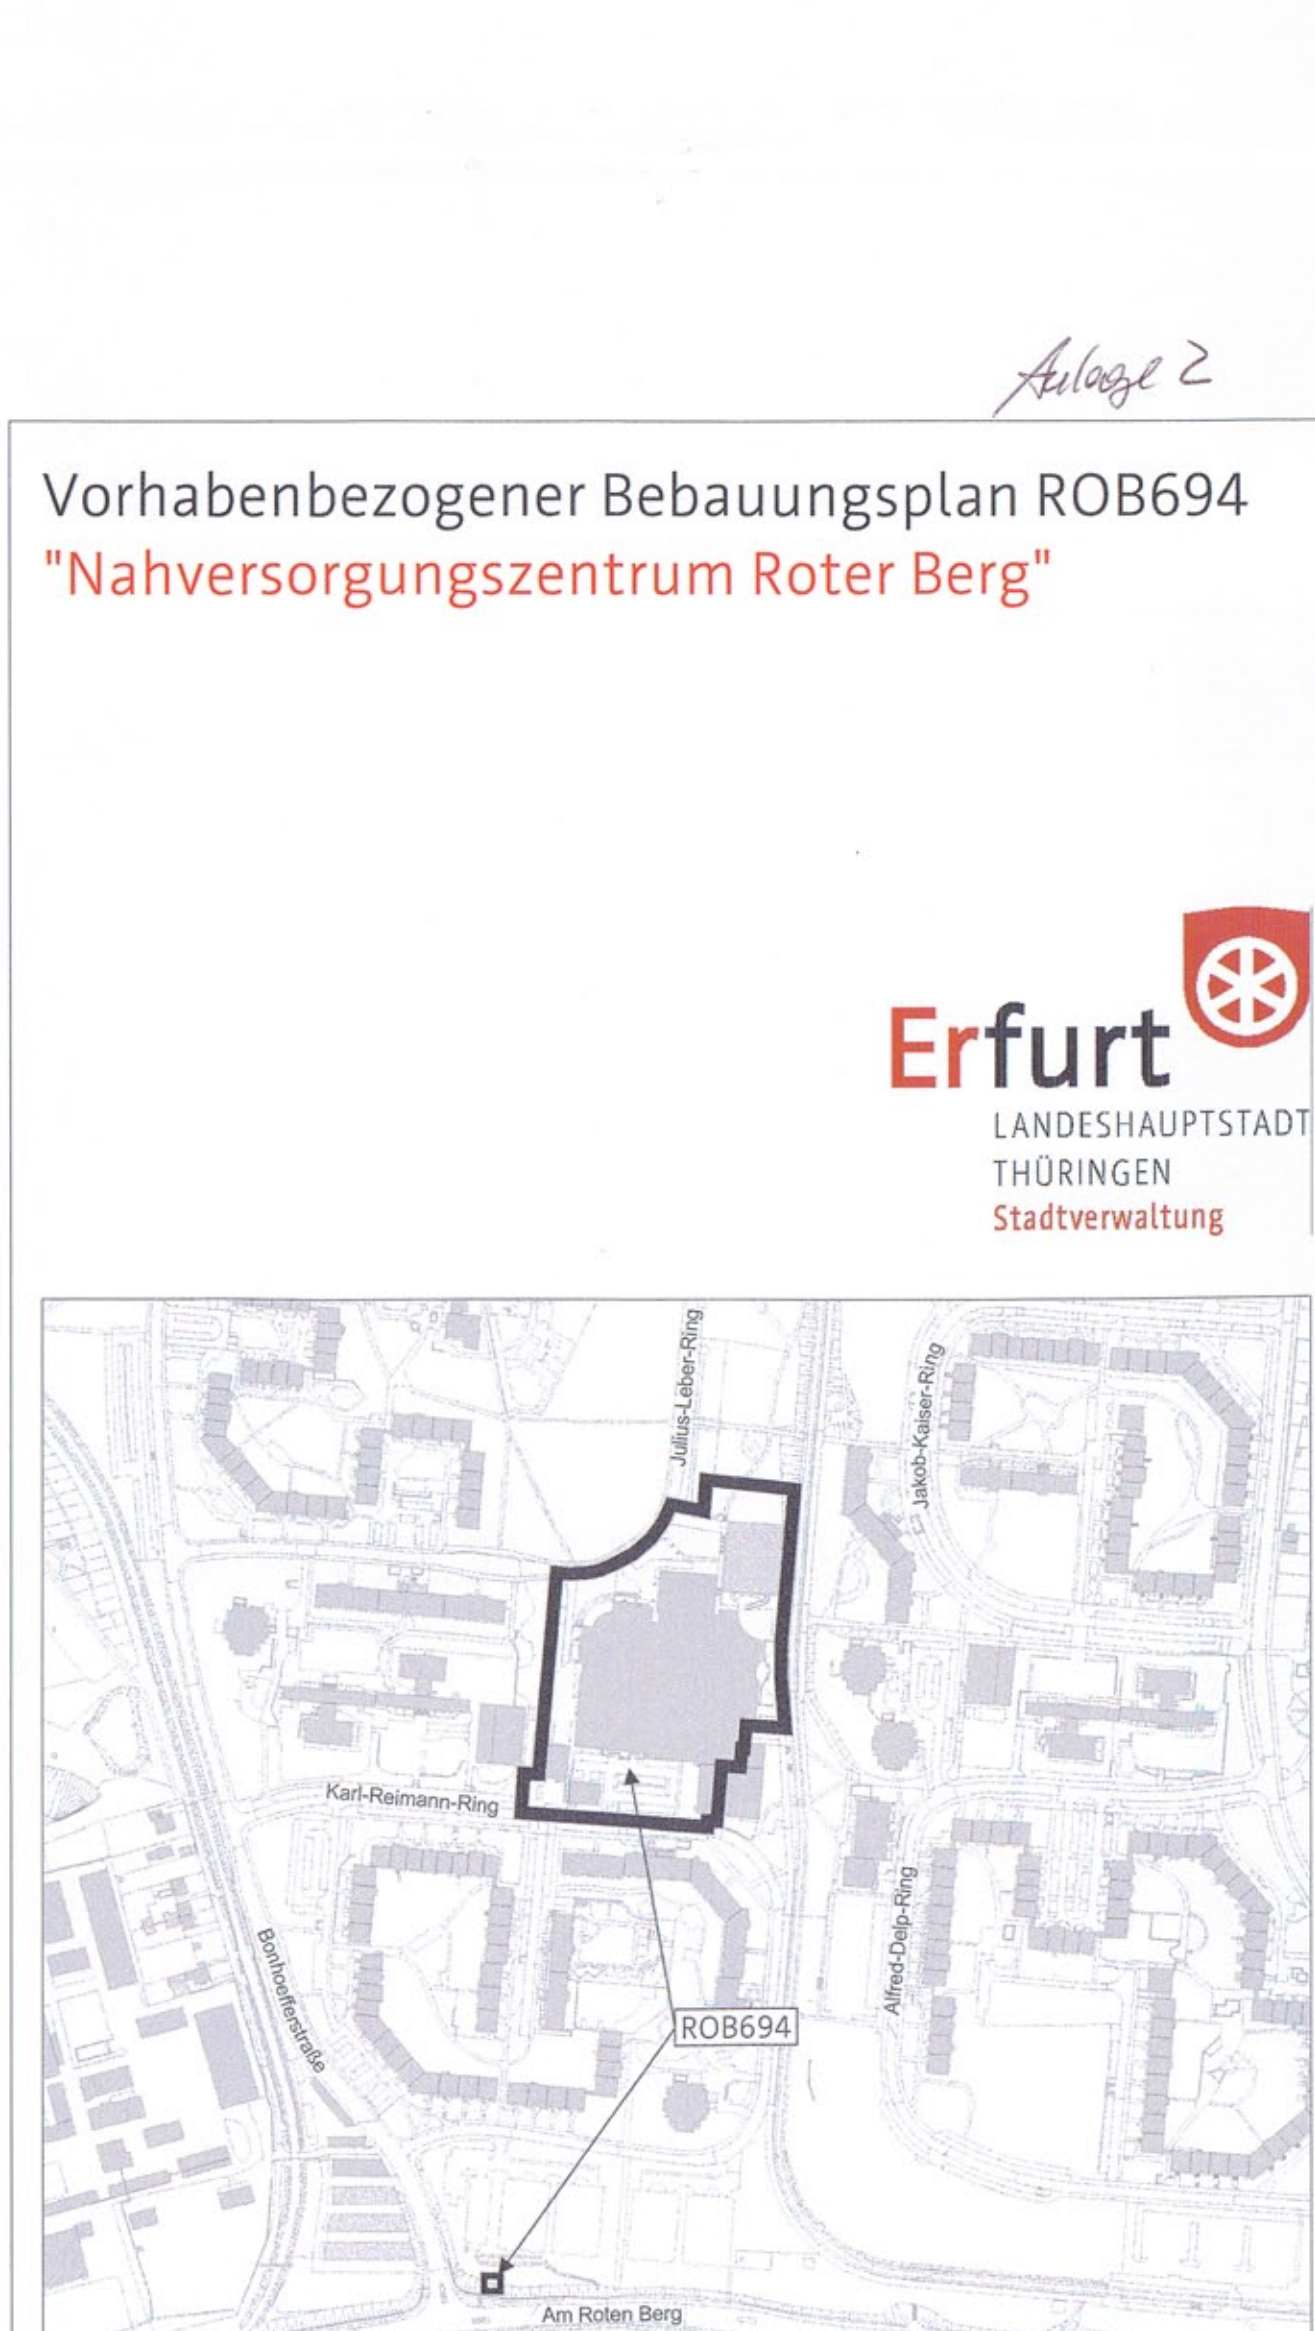 Anlage 2
Vorhabenbezogener Bebauungsplan ROB694
"Nahversorgungszentrum Roter Berg"
Erfurt
LANDESHAUPTSTADT
THÜRINGEN
Stadtverwaltung
Julius-Leber-Ring
Jakob-Kaiser-Ring
Karl-Reimann-Ring
Alfred-Delp-Ring
Bonhoefferstraße
ROB694
Am Roten Berg